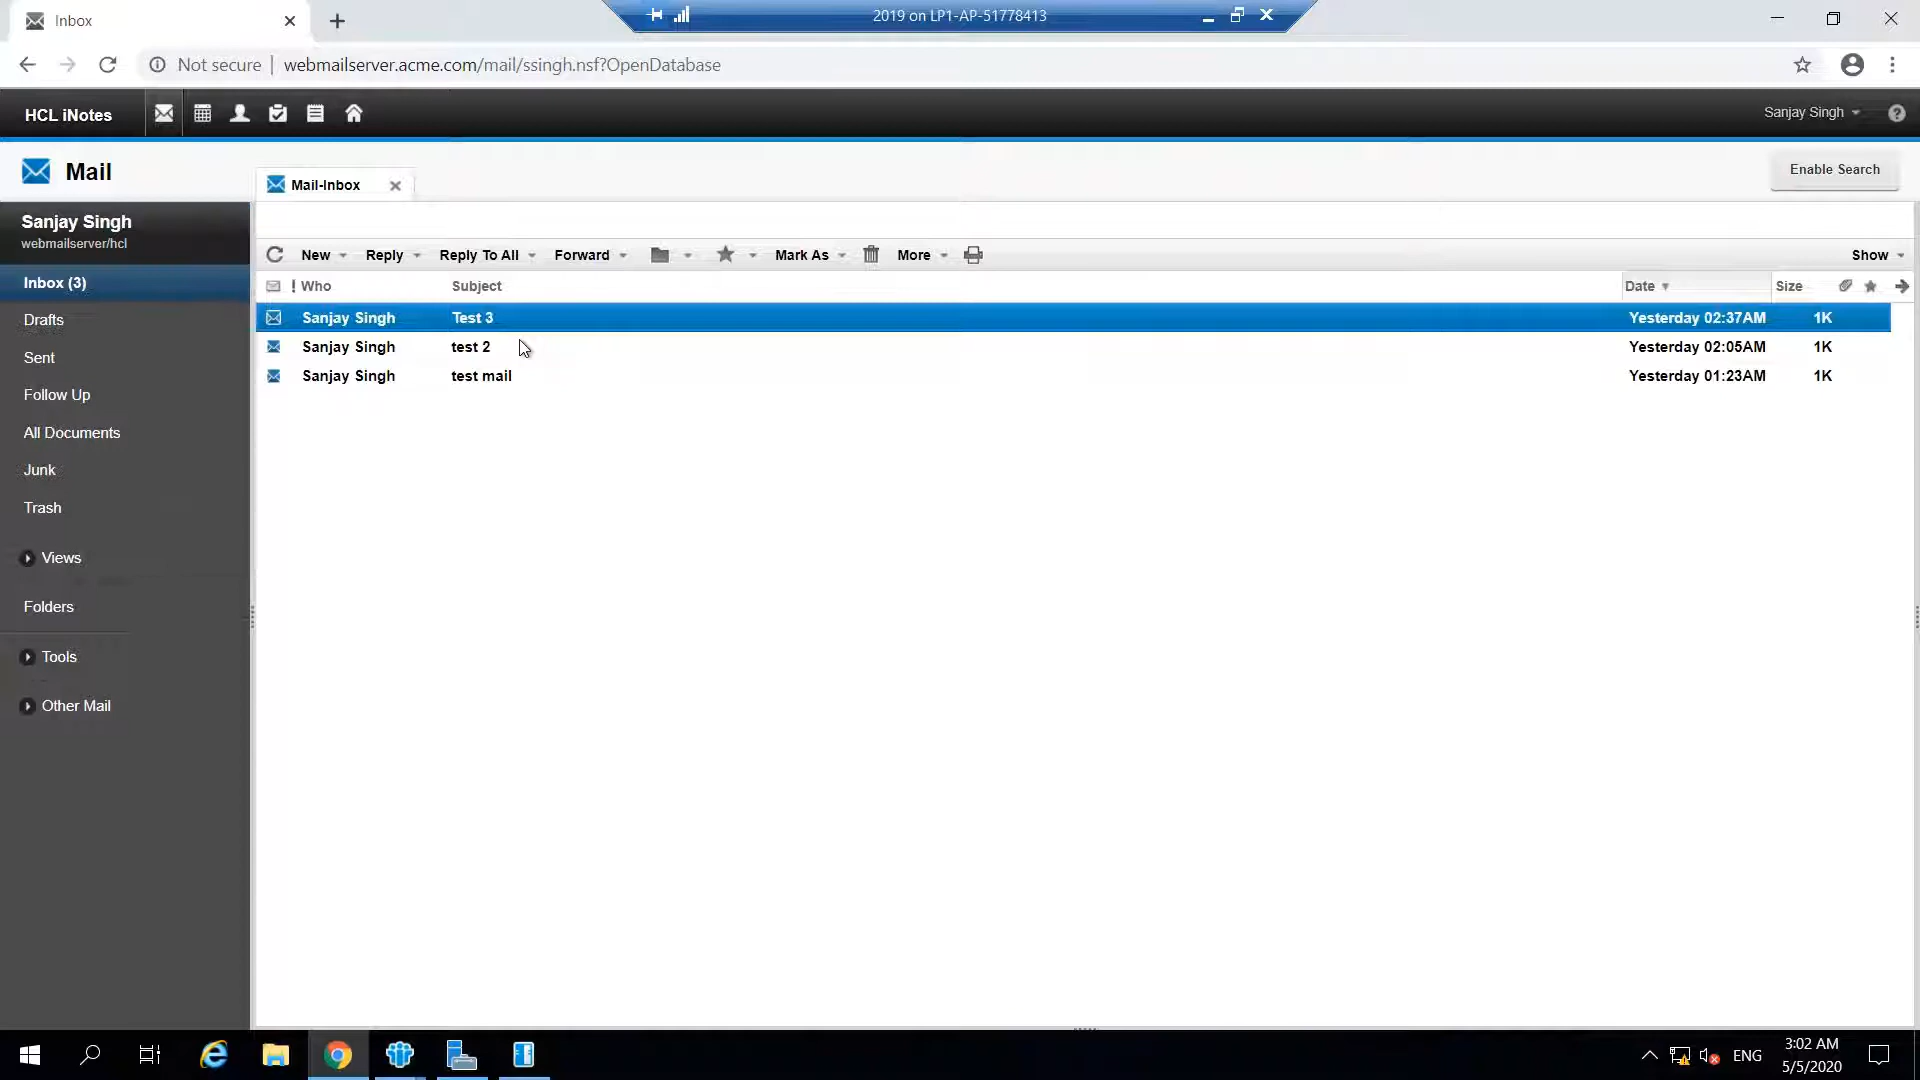 Inbox
2019 on LP1-AP-51778413
Not secure | webmailserver.acme.com/mail/ssingh.nsf?OpenDatabase
HCL iNotes
Sanjay Singh
Mail
Mail-Inbox
Enable Search
Sanjay Singh
webmailserver/hcl
New Reply Reply To All Forward Mark As More Show
Inbox (3)
! Who Subject Date Size
Sanjay Singh Test 3 Yesterday 02:37AM 1K
Sanjay Singh test 2 Yesterday 02:05AM 1K
Sanjay Singh test mail Yesterday 01:23AM 1K
Drafts
Sent
Follow Up
All Documents
Junk
Trash
Views
Folders
Tools
Other Mail
ENG
3:02 AM
5/5/2020